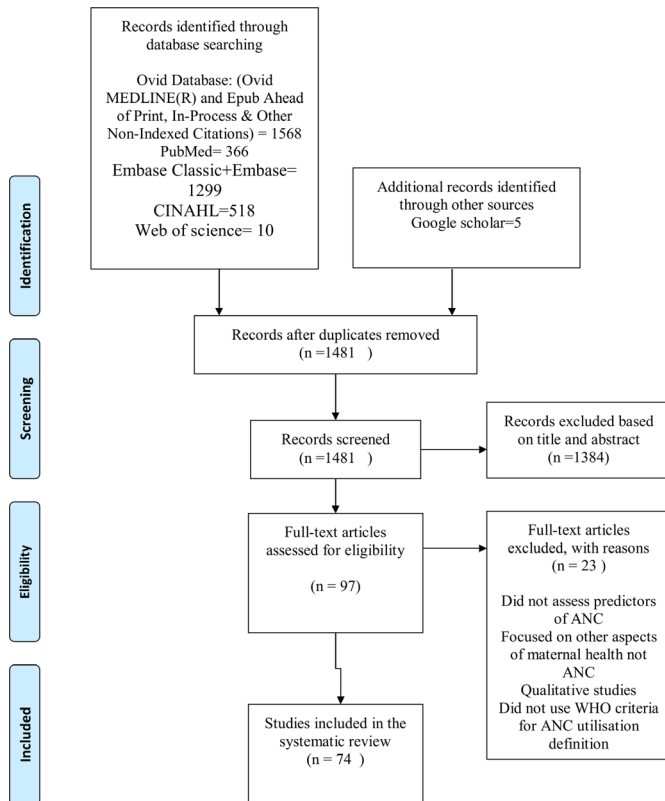 Records identified through
database searching
Ovid Database: (Ovid
MEDLINE(R) and Epub Ahead
of Print, In-Process & Other
Non-Indexed Citations) = 1568
PubMed= 366
Embase Classic+Embase=
1299
CINAHL=518
Web of science= 10
Additional records identified
through other sources
Google scholar=5
Identification
Records after duplicates removed
(n =1481 )
Screening
Records screened
(n =1481 )
Records excluded based
on title and abstract
(n =1384)
Eligibility
Full-text articles
assessed for eligibility
(n = 97)
Full-text articles
excluded, with reasons
(n = 23 )
Did not assess predictors
of ANC
Focused on other aspects
of maternal health not
ANC
Qualitative studies
Did not use WHO criteria
for ANC utilisation
definition
Included
Studies included in the
systematic review
(n = 74 )